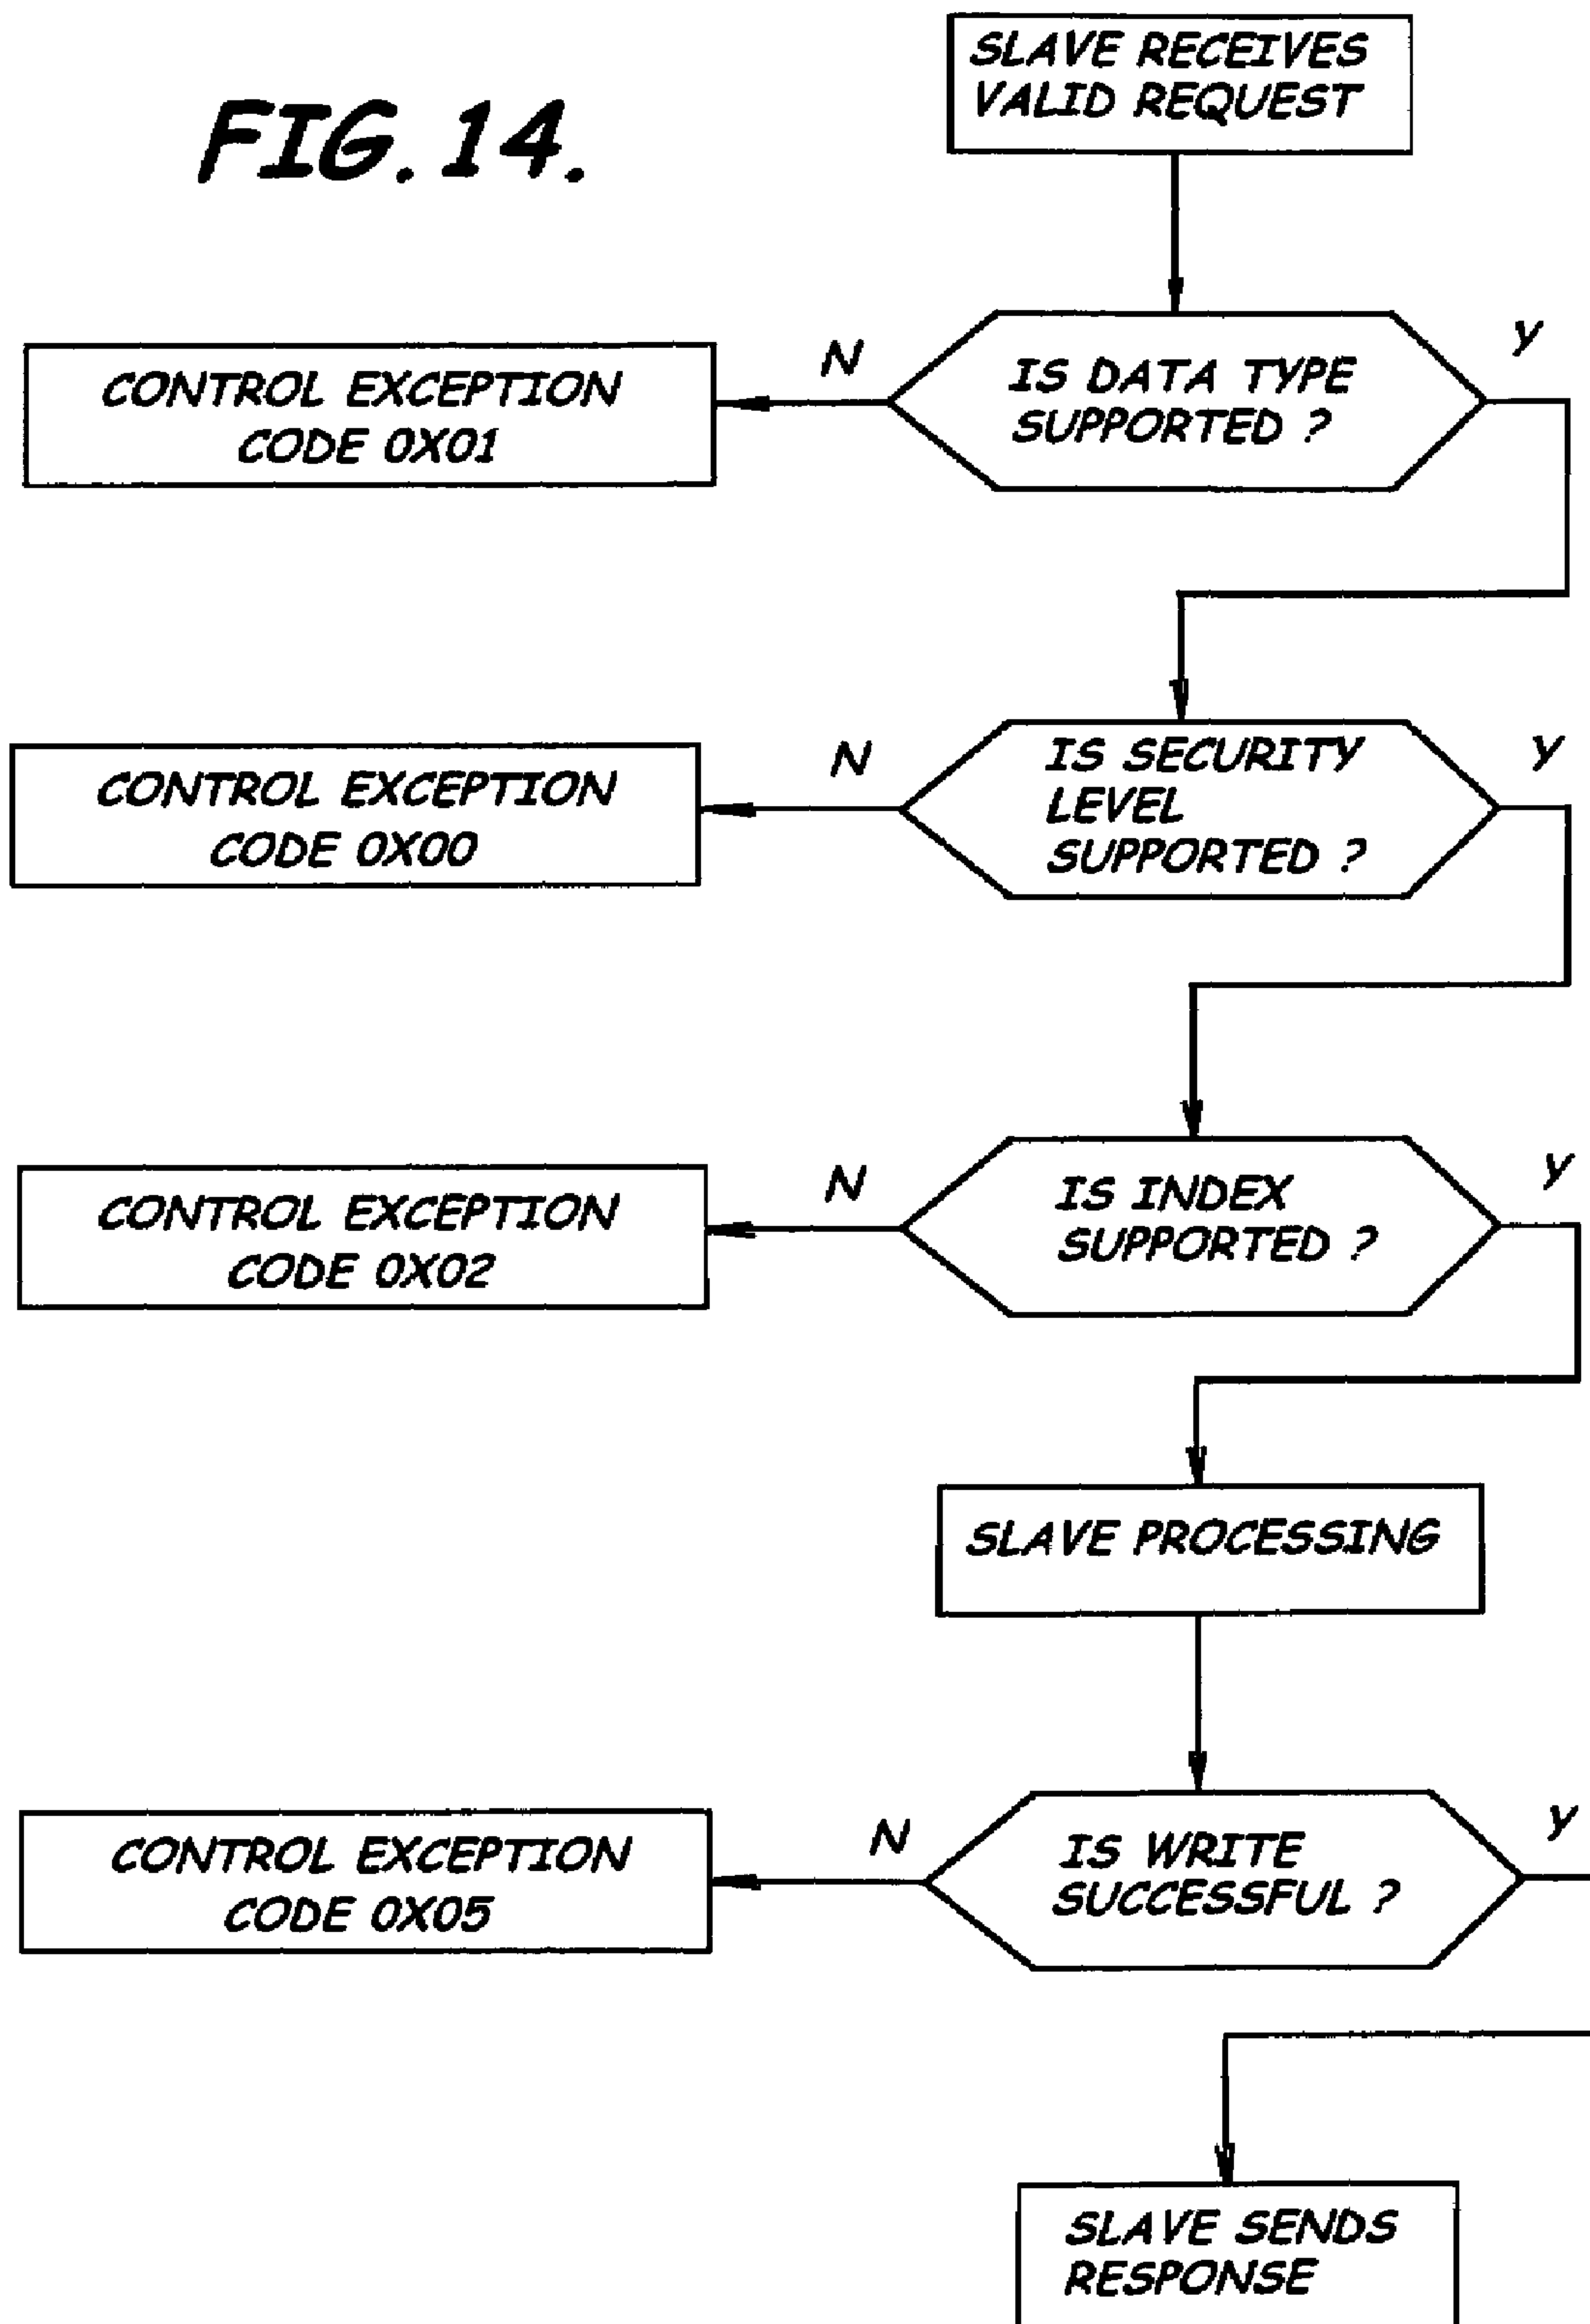 FIG. 14.
SLAVE RECEIVES
VALID REQUEST
IS DATA TYPE
SUPPORTED ?
N
Y
CONTROL EXCEPTION
CODE 0X01
IS SECURITY
LEVEL
SUPPORTED ?
N
Y
CONTROL EXCEPTION
CODE 0X00
IS INDEX
SUPPORTED ?
N
Y
CONTROL EXCEPTION
CODE 0X02
SLAVE PROCESSING
IS WRITE
SUCCESSFUL ?
N
Y
CONTROL EXCEPTION
CODE 0X05
SLAVE SENDS
RESPONSE